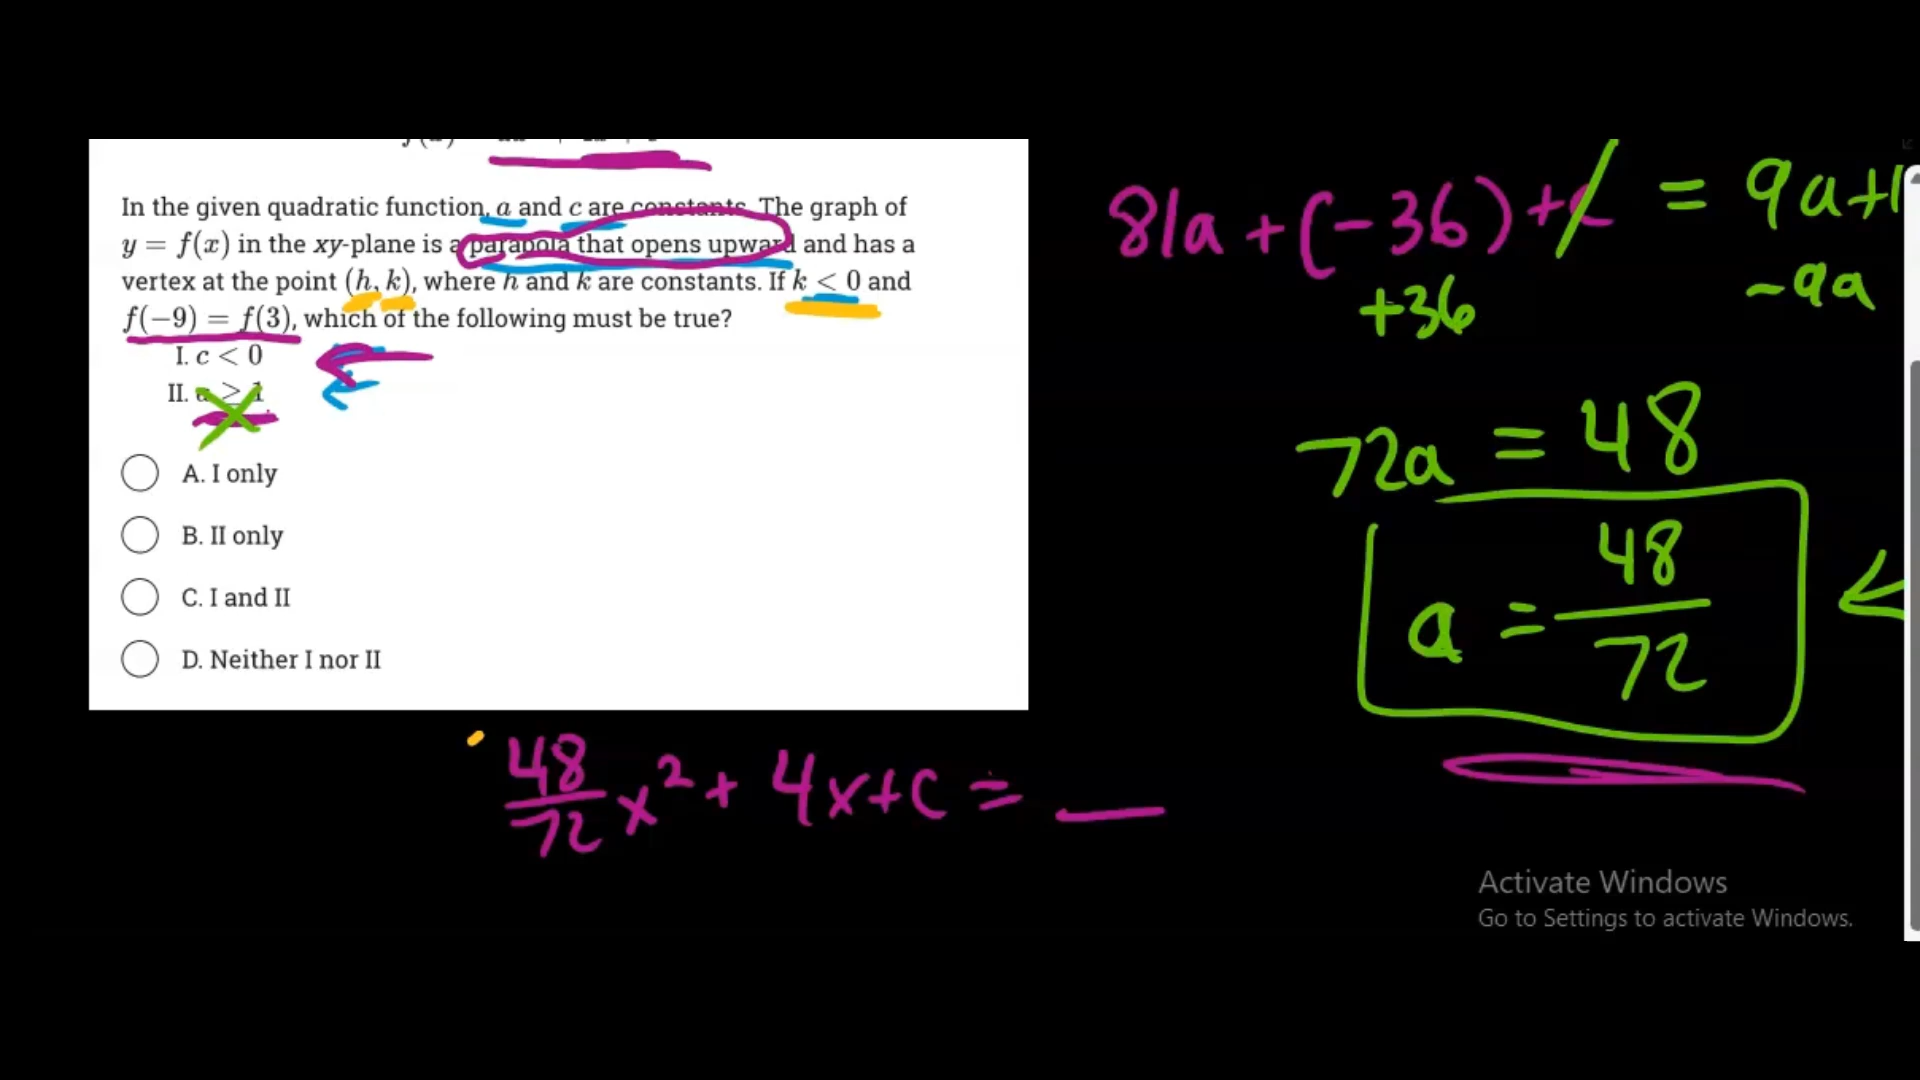 In the given quadratic function, a and c are constants. The graph of
y = f(x) in the xy-plane is a parabola that opens upward and has a
vertex at the point (h, k), where h and k are constants. If k < 0 and
f(−9) = f(3), which of the following must be true?
I. c < 0
II. a ≥ 1
A. I only
B. II only
C. I and II
D. Neither I nor II
81a + (-36) + c = 9a + 1
+36 -9a
72a = 48
a = 48/72
48/72 x² + 4x + c = __
Activate Windows
Go to Settings to activate Windows.